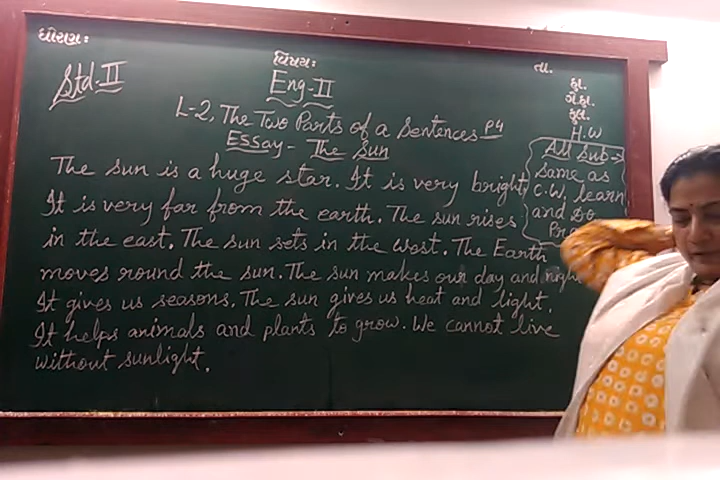 ધોરણઃ
વિષયઃ
તા.
Std-II
Eng-II
હા.
ગે.હા.
કુલ.
H.W
L-2, The Two Parts of a Sentences P4
Essay - The Sun
All Sub→
Same as
C.W, learn
and Do
The sun is a huge star. It is very bright,
It is very far from the earth. The sun rises
in the east. The sun sets in the west. The Earth
moves round the sun. The sun makes our day and night
It gives us seasons. The sun gives us heat and light.
It helps animals and plants to grow. We cannot live
without sunlight.